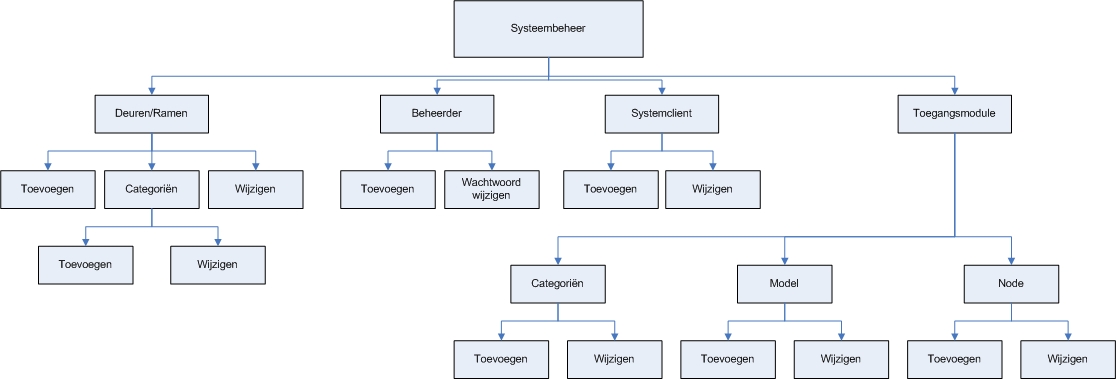 Systeembeheer
Deuren/Ramen
Beheerder
Systemclient
Toegangsmodule
Toevoegen
Categoriën
Wijzigen
Toevoegen
Wachtwoord
wijzigen
Toevoegen
Wijzigen
Toevoegen
Wijzigen
Categoriën
Model
Node
Toevoegen
Wijzigen
Toevoegen
Wijzigen
Toevoegen
Wijzigen